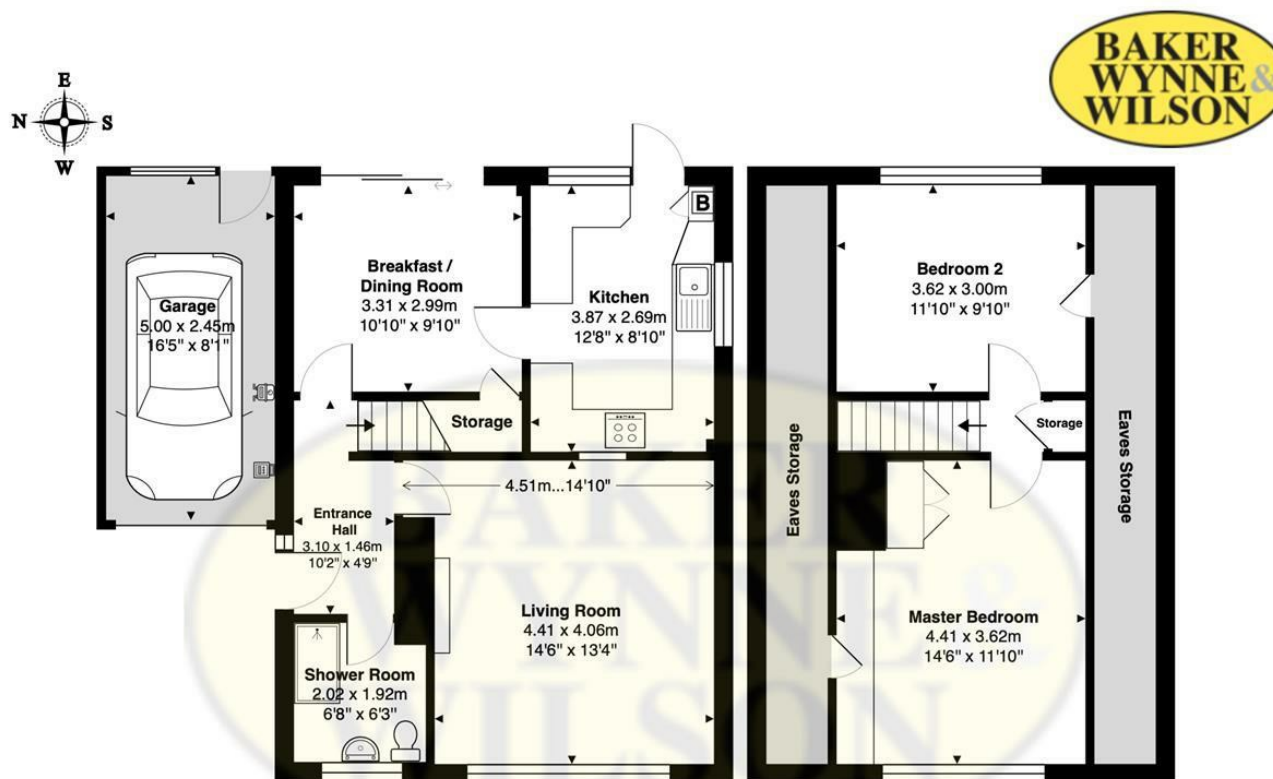 BAKER
WYNNE &
WILSON
E
N S
W
Garage
5.00 x 2.45m
16'5" x 8'1"
Breakfast /
Dining Room
3.31 x 2.99m
10'10" x 9'10"
Kitchen
3.87 x 2.69m
12'8" x 8'10"
B
Storage
4.51m...14'10"
Entrance
Hall
3.10 x 1.46m
10'2" x 4'9"
Living Room
4.41 x 4.06m
14'6" x 13'4"
Shower Room
2.02 x 1.92m
6'8" x 6'3"
Bedroom 2
3.62 x 3.00m
11'10" x 9'10"
Storage
Eaves Storage
Eaves Storage
Master Bedroom
4.41 x 3.62m
14'6" x 11'10"
BAKER
WYNNE &
WILSON